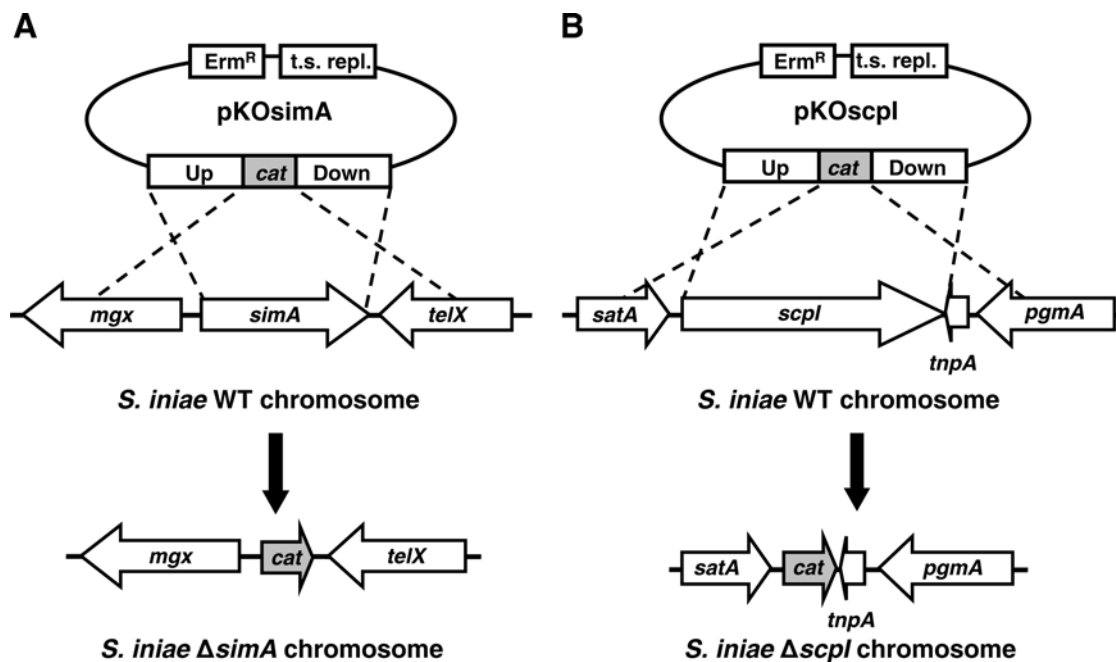 A
Ermᴿ t.s. repl.
pKOsimA
Up cat Down
mgx simA telX
S. iniae WT chromosome
mgx cat telX
S. iniae ΔsimA chromosome
B
Ermᴿ t.s. repl.
pKOscpI
Up cat Down
satA scpI pgmA
tnpA
S. iniae WT chromosome
satA cat pgmA
tnpA
S. iniae ΔscpI chromosome